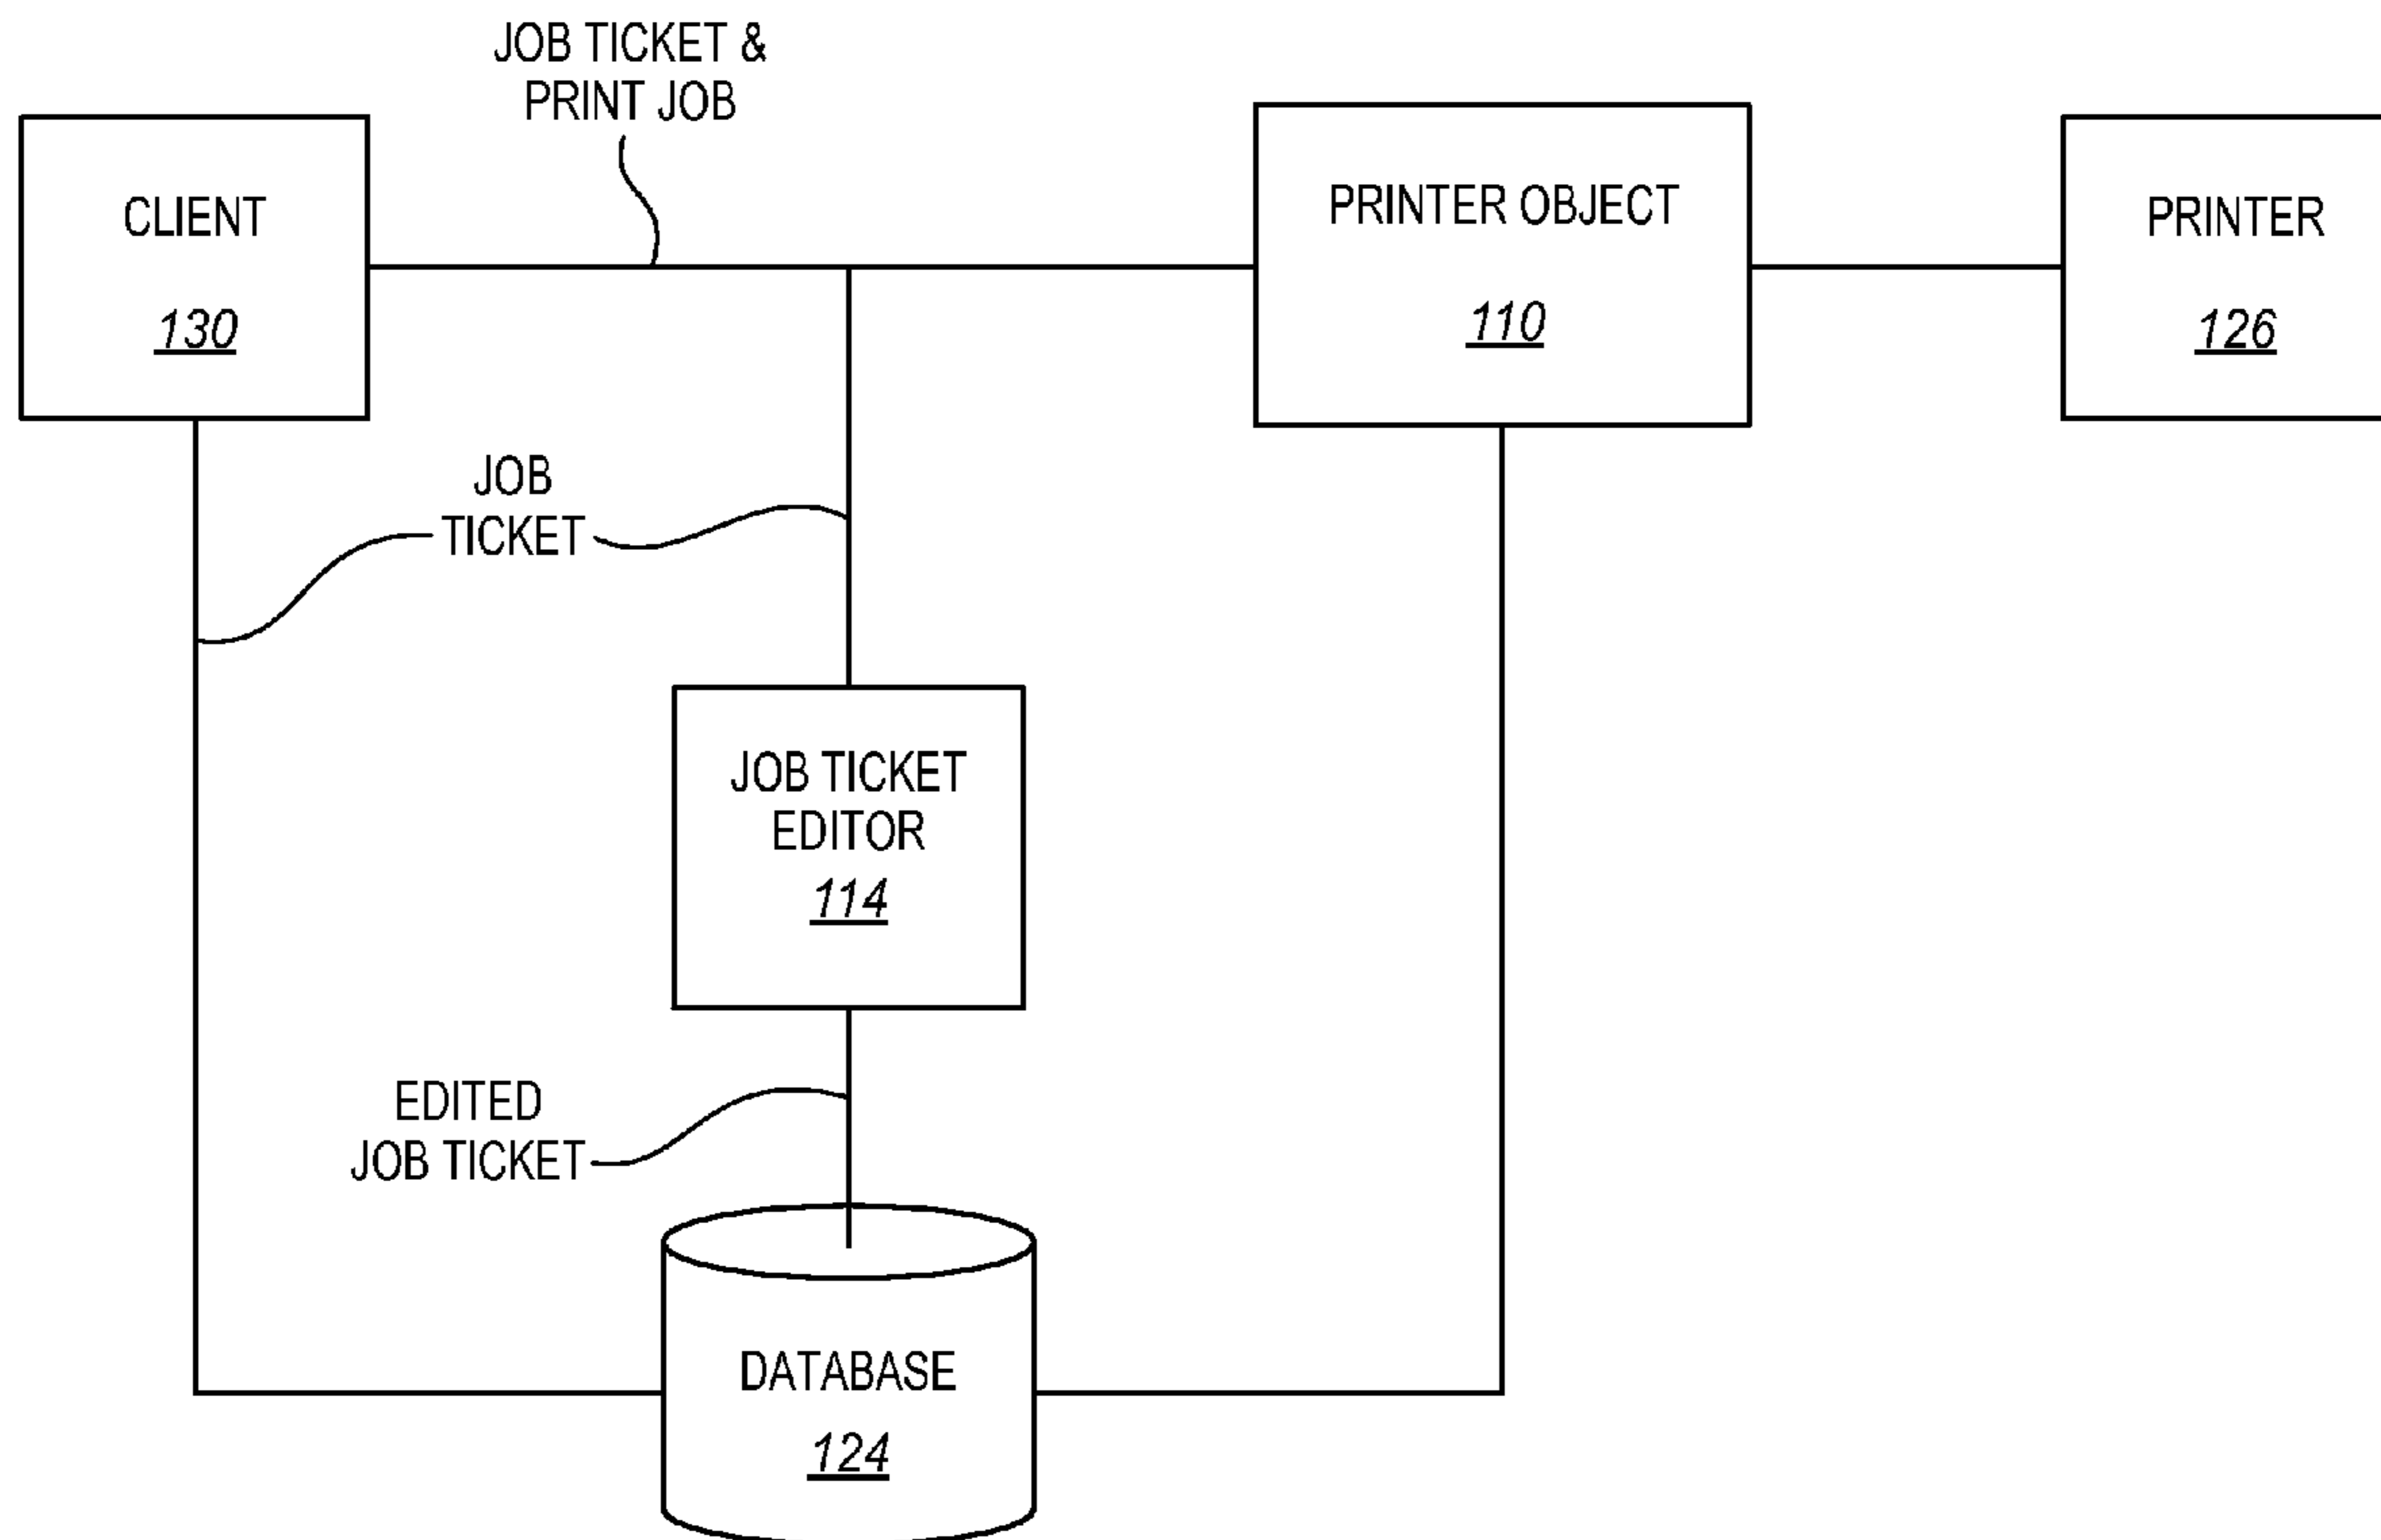 JOB TICKET &
PRINT JOB
CLIENT
130
PRINTER OBJECT
110
PRINTER
126
JOB
TICKET
JOB TICKET
EDITOR
114
EDITED
JOB TICKET
DATABASE
124